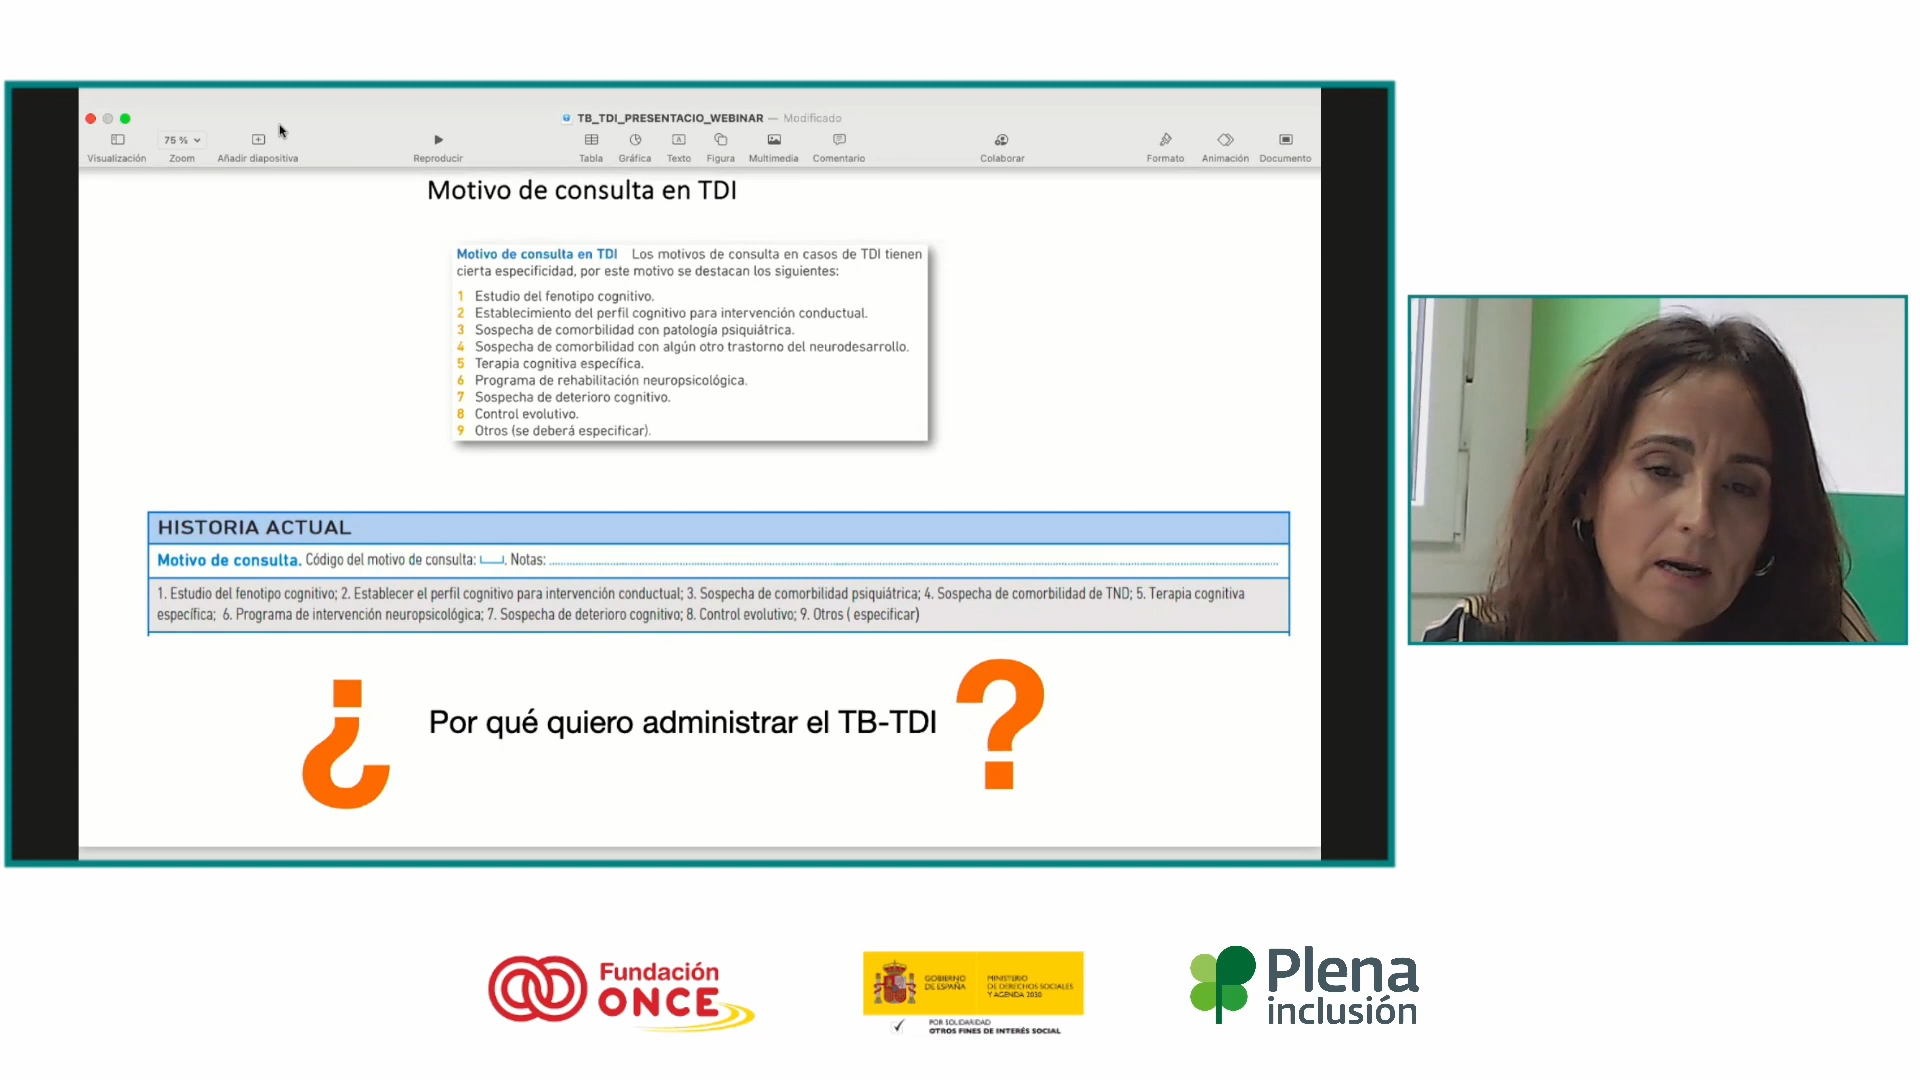 TB_TDI_PRESENTACIO_WEBINAR — Modificado
75 %
Visualización Zoom Añadir diapositiva Reproducir Tabla Gráfica Texto Figura Multimedia Comentario Colaborar Formato Animación Documento
Motivo de consulta en TDI
Motivo de consulta en TDI Los motivos de consulta en casos de TDI tienen
cierta especificidad, por este motivo se destacan los siguientes:
1 Estudio del fenotipo cognitivo.
2 Establecimiento del perfil cognitivo para intervención conductual.
3 Sospecha de comorbilidad con patología psiquiátrica.
4 Sospecha de comorbilidad con algún otro trastorno del neurodesarrollo.
5 Terapia cognitiva específica.
6 Programa de rehabilitación neuropsicológica.
7 Sospecha de deterioro cognitivo.
8 Control evolutivo.
9 Otros (se deberá especificar).
HISTORIA ACTUAL
Motivo de consulta. Código del motivo de consulta: . Notas:
1. Estudio del fenotipo cognitivo; 2. Establecer el perfil cognitivo para intervención conductual; 3. Sospecha de comorbilidad psiquiátrica; 4. Sospecha de comorbilidad de TND; 5. Terapia cognitiva
específica; 6. Programa de intervención neuropsicológica; 7. Sospecha de deterioro cognitivo; 8. Control evolutivo; 9. Otros ( especificar)
¿ Por qué quiero administrar el TB-TDI ?
Fundación
ONCE
GOBIERNO
DE ESPAÑA
MINISTERIO
DE DERECHOS SOCIALES
Y AGENDA 2030
POR SOLIDARIDAD
OTROS FINES DE INTERÉS SOCIAL
Plena
inclusión